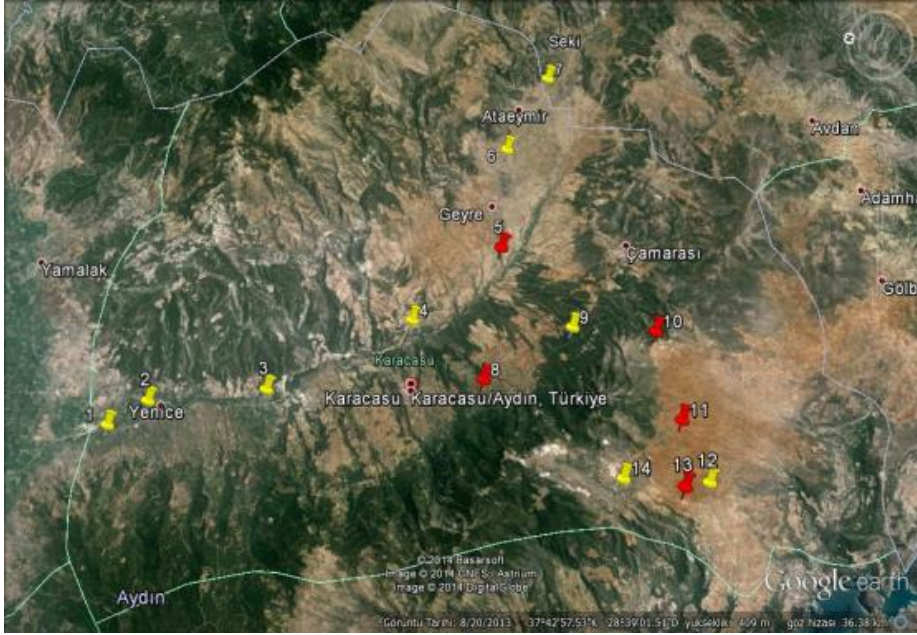 Seki
7
Ataeymir
6
Avdan
Adamha
Geyre
5
Çamarası
Yamalak
Gölb
4
9
10
Karacasu
3
8
Karacasu, Karacasu/Aydın, Türkiye
2
Yenice
1
11
14
13
12
© 2014 Basarsoft
Image © 2014 CNES / Astrium
Image © 2014 DigitalGlobe
Google earth
Aydın
Görüntü Tarihi: 8/20/2013 37°42'57.53"K 28°39'01.51"D yükseklik 409 m göz hizası 36.38 km